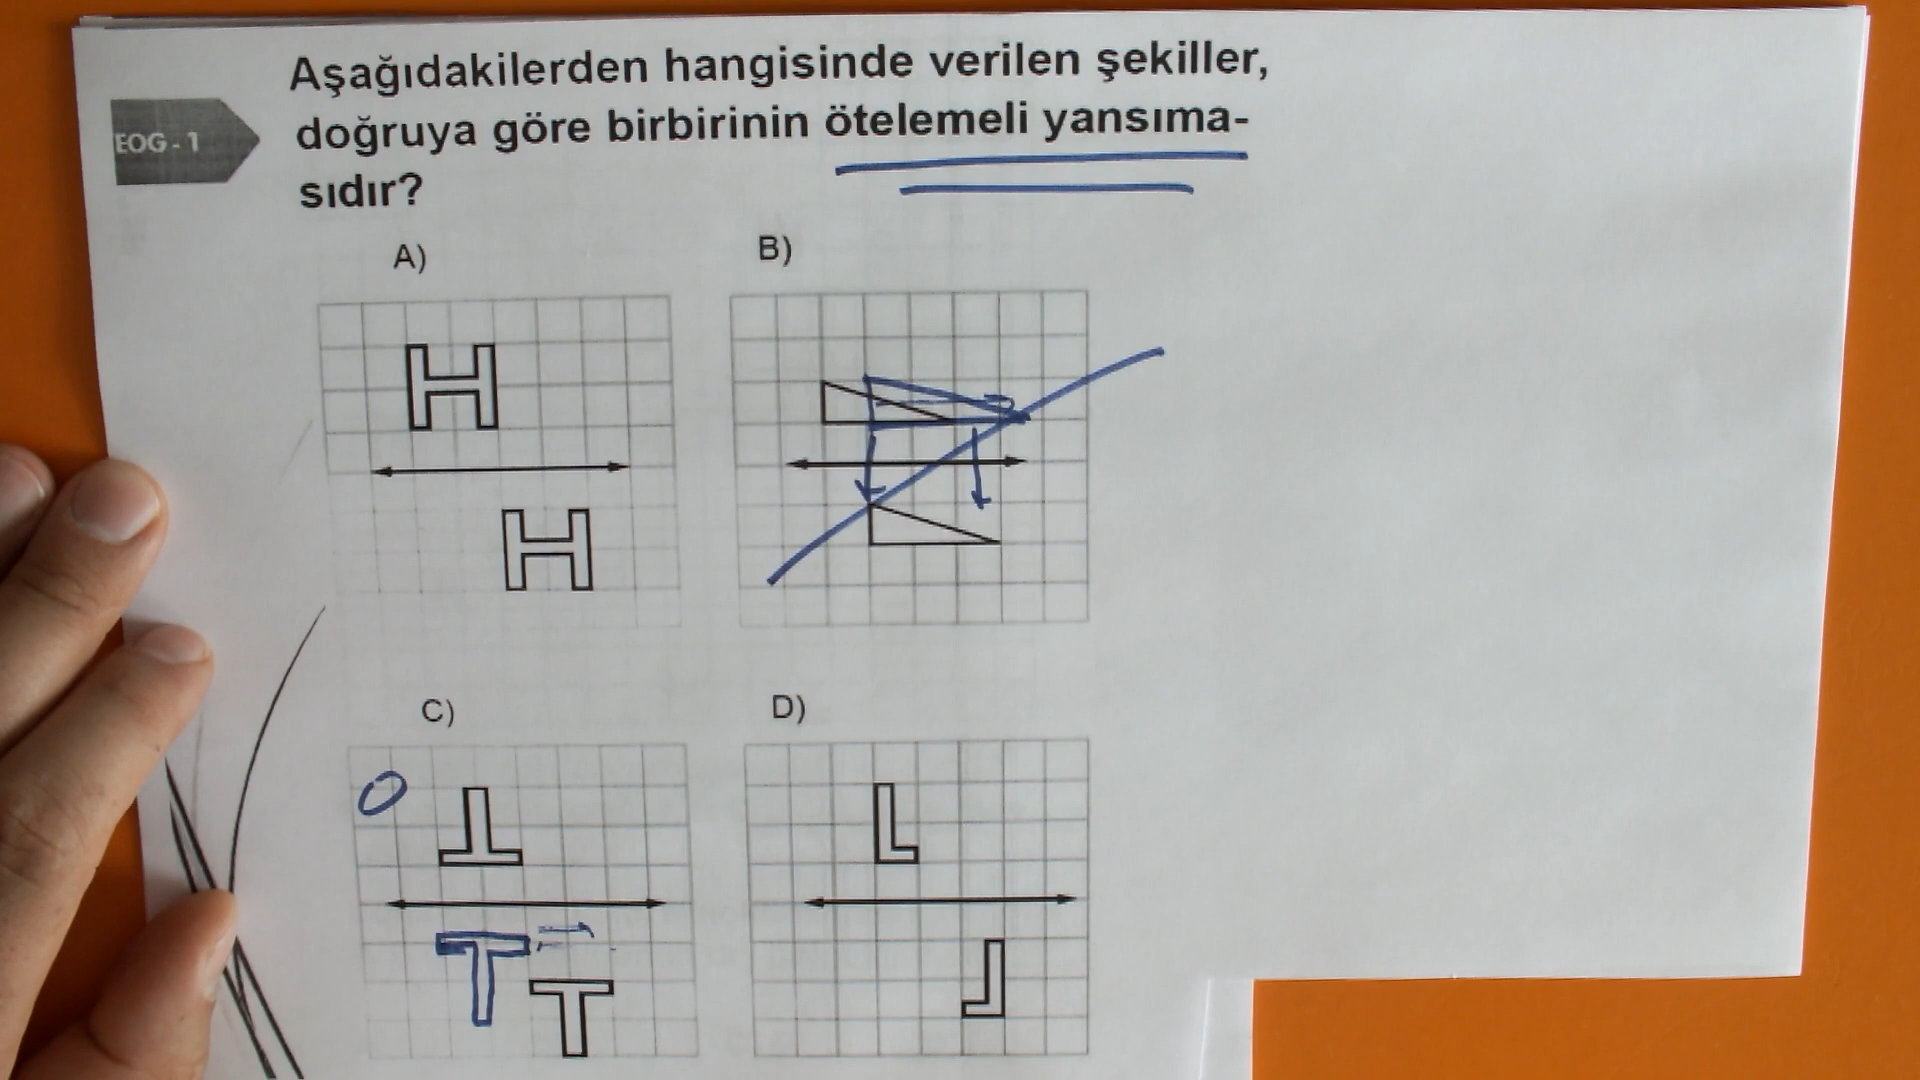 Aşağıdakilerden hangisinde verilen şekiller,
EOG - 1
doğruya göre birbirinin ötelemeli yansıma-
sıdır?
A)
B)
H
H
C)
D)
T
L
T
T